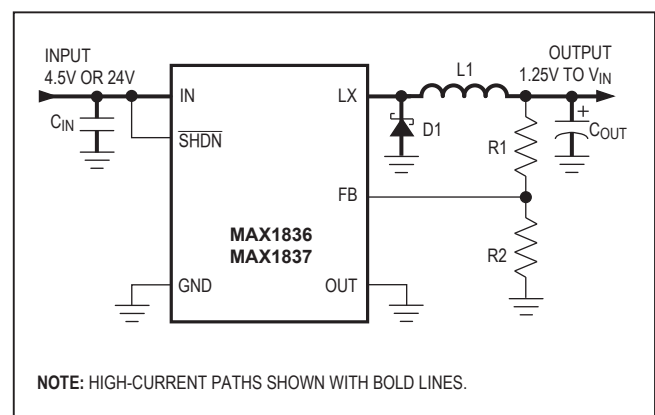 INPUT
4.5V OR 24V
OUTPUT
1.25V TO VIN
L1
IN
LX
CIN
SHDN
D1
R1
+
COUT
FB
MAX1836
MAX1837
R2
GND
OUT
NOTE: HIGH-CURRENT PATHS SHOWN WITH BOLD LINES.